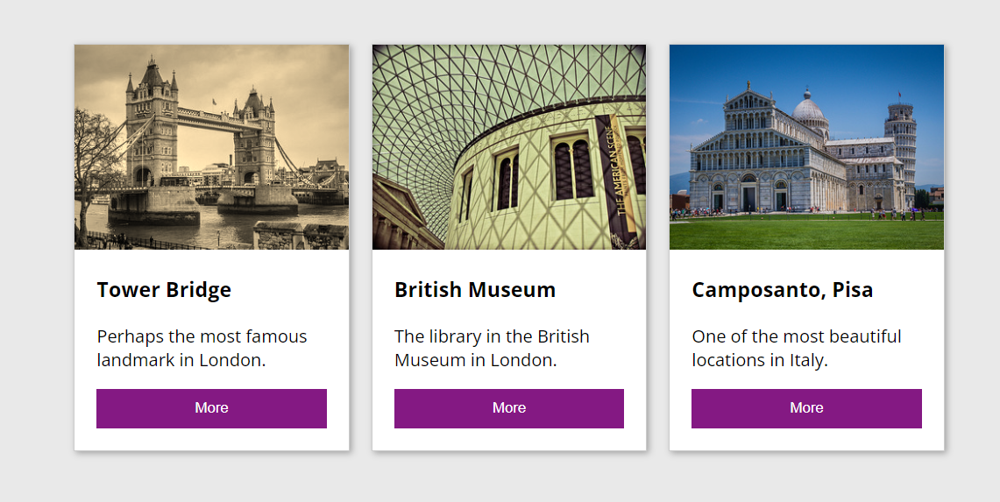 THE AMERICAN SCENE
Tower Bridge
Perhaps the most famous
landmark in London.
More
British Museum
The library in the British
Museum in London.
More
Camposanto, Pisa
One of the most beautiful
locations in Italy.
More